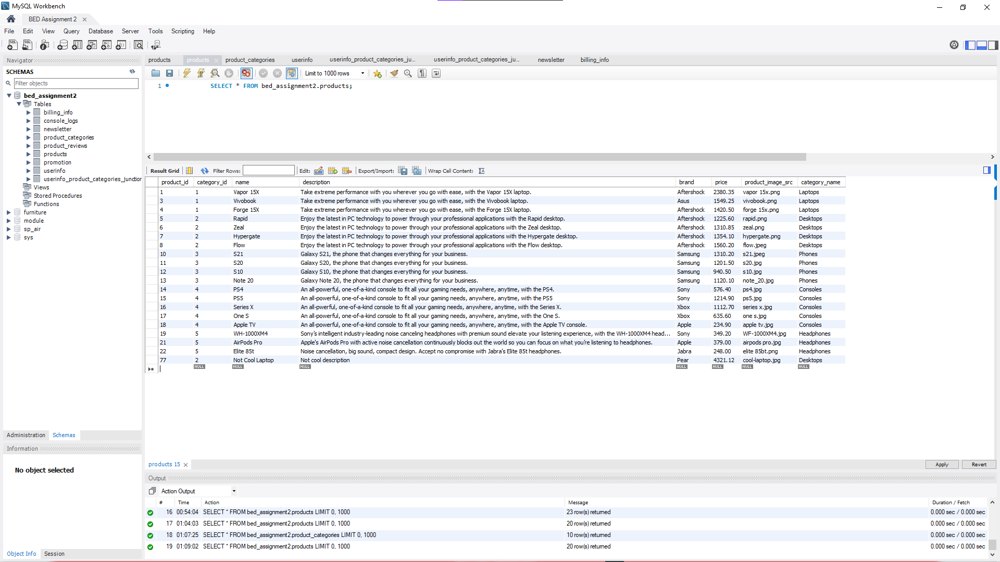 MySQL Workbench
BED Assignment 2
File Edit View Query Database Server Tools Scripting Help
Navigator
SCHEMAS
Filter objects
bed_assignment2
Tables
billing_info
console_logs
newsletter
product_categories
product_reviews
products
promotion
userinfo
userinfo_product_categories_junction
Views
Stored Procedures
Functions
furniture
module
sp_air
sys
Administration Schemas
Information
No object selected
Object Info Session
products products product_categories userinfo userinfo_product_categories_ju... userinfo_product_categories_ju... newsletter billing_info
Limit to 1000 rows
1 SELECT * FROM bed_assignment2.products;
Result Grid Filter Rows: Edit: Export/Import: Wrap Cell Content:
product_id category_id name description brand price product_image_src category_name
1 1 Vapor 15X Take extreme performance with you wherever you go with ease, with the Vapor 15X laptop. Aftershock 2380.35 vapor 15x.png Laptops
3 1 Vivobook Take extreme performance with you wherever you go with ease, with the Vivobook laptop. Asus 1549.25 vivobook.png Laptops
4 1 Forge 15X Take extreme performance with you wherever you go with ease, with the Forge 15X laptop. Aftershock 1420.50 forge 15x.png Laptops
5 2 Rapid Enjoy the latest in PC technology to power through your professional applications with the Rapid desktop. Aftershock 1225.60 rapid.png Desktops
6 2 Zeal Enjoy the latest in PC technology to power through your professional applications with the Zeal desktop. Aftershock 1310.85 zeal.png Desktops
7 2 Hypergate Enjoy the latest in PC technology to power through your professional applications with the Hypergate desktop. Aftershock 1354.10 hypergate.png Desktops
8 2 Flow Enjoy the latest in PC technology to power through your professional applications with the Flow desktop. Aftershock 1560.20 flow.jpeg Desktops
10 3 S21 Galaxy S21, the phone that changes everything for your business. Samsung 1310.20 s21.jpeg Phones
11 3 S20 Galaxy S20, the phone that changes everything for your business. Samsung 1201.50 s20.jpg Phones
12 3 S10 Galaxy S10, the phone that changes everything for your business. Samsung 940.50 s10.jpg Phones
13 3 Note 20 Galaxy Note 20, the phone that changes everything for your business. Samsung 1120.10 note_20.jpg Phones
14 4 PS4 An all-powerful, one-of-a-kind console to fit all your gaming needs, anywhere, anytime, with the PS4. Sony 576.40 ps4.jpg Consoles
15 4 PS5 An all-powerful, one-of-a-kind console to fit all your gaming needs, anywhere, anytime, with the PS5 Sony 1214.90 ps5.jpg Consoles
16 4 Series X An all-pwerful, one-of-a-kind console to fit all your gaming needs, anywhere, anytime, with the Series X. Xbox 1112.70 series x.jpg Consoles
17 4 One S An all-powerful, one-of-a-kind console to fit all your gaming needs, anywhere, anytime, with the One S. Xbox 635.60 one s.jpg Consoles
18 4 Apple TV An all-powerful, one-of-a-kind console to fit all your gaming needs, anywhere, anytime, with the Apple TV console. Apple 234.90 apple tv.jpg Consoles
19 5 WH-1000XM4 Sony's intelligent industry-leading noise canceling headphones with premium sound elevate your listening experience, with the WH-1000XM4 head... Sony 349.20 WF-1000XM4.jpg Headphones
21 5 AirPods Pro Apple's AirPods Pro with active noise cancellation continuously blocks out the world so you can focus on what you're listening to headphones. Apple 379.00 airpods pro.jpg Headphones
22 5 Elite 85t Noise cancellation, big sound, compact design. Accept no compromise with Jabra's Elite 85t headphones. Jabra 248.00 elite 85bt.png Headphones
77 2 Not Cool Laptop Not cool description Pear 4321.12 cool-laptop.jpg Desktops
NULL NULL NULL NULL NULL NULL NULL
products 15 Apply Revert
Output
Action Output
# Time Action Message Duration / Fetch
16 00:54:04 SELECT * FROM bed_assignment2.products LIMIT 0, 1000 23 row(s) returned 0.000 sec / 0.000 sec
17 01:04:03 SELECT * FROM bed_assignment2.products LIMIT 0, 1000 20 row(s) returned 0.000 sec / 0.000 sec
18 01:07:25 SELECT * FROM bed_assignment2.product_categories LIMIT 0, 1000 10 row(s) returned 0.000 sec / 0.000 sec
19 01:09:02 SELECT * FROM bed_assignment2.products LIMIT 0, 1000 20 row(s) returned 0.000 sec / 0.000 sec